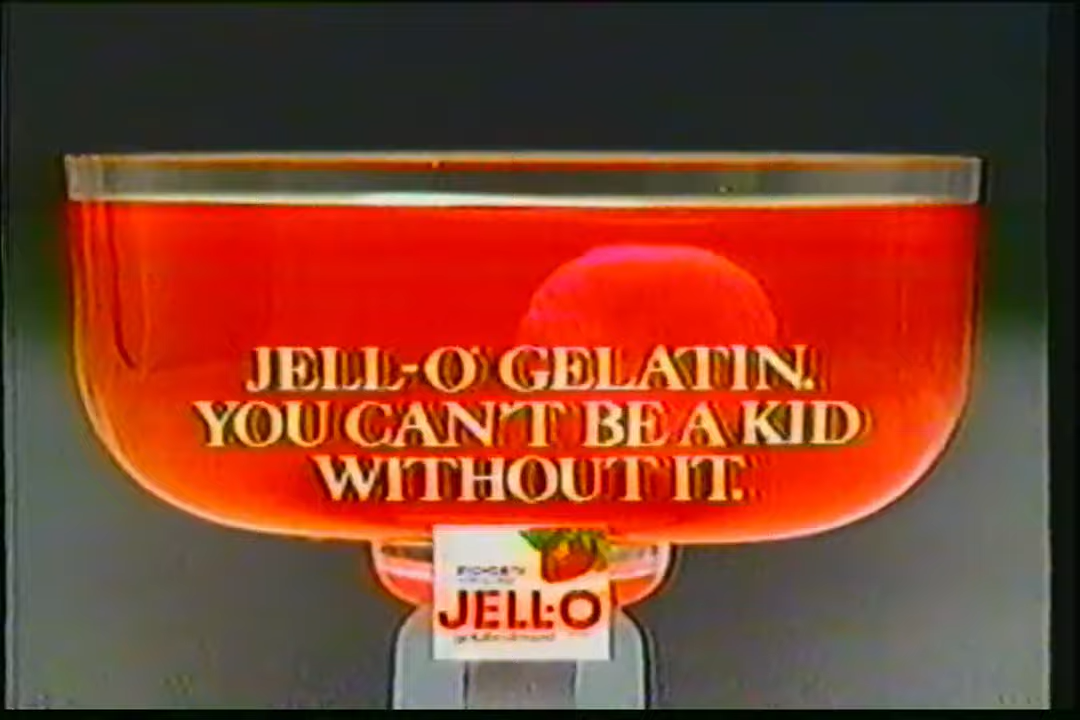 JELL-O® GELATIN.
YOU CAN'T BE A KID
WITHOUT IT.
JELL-O